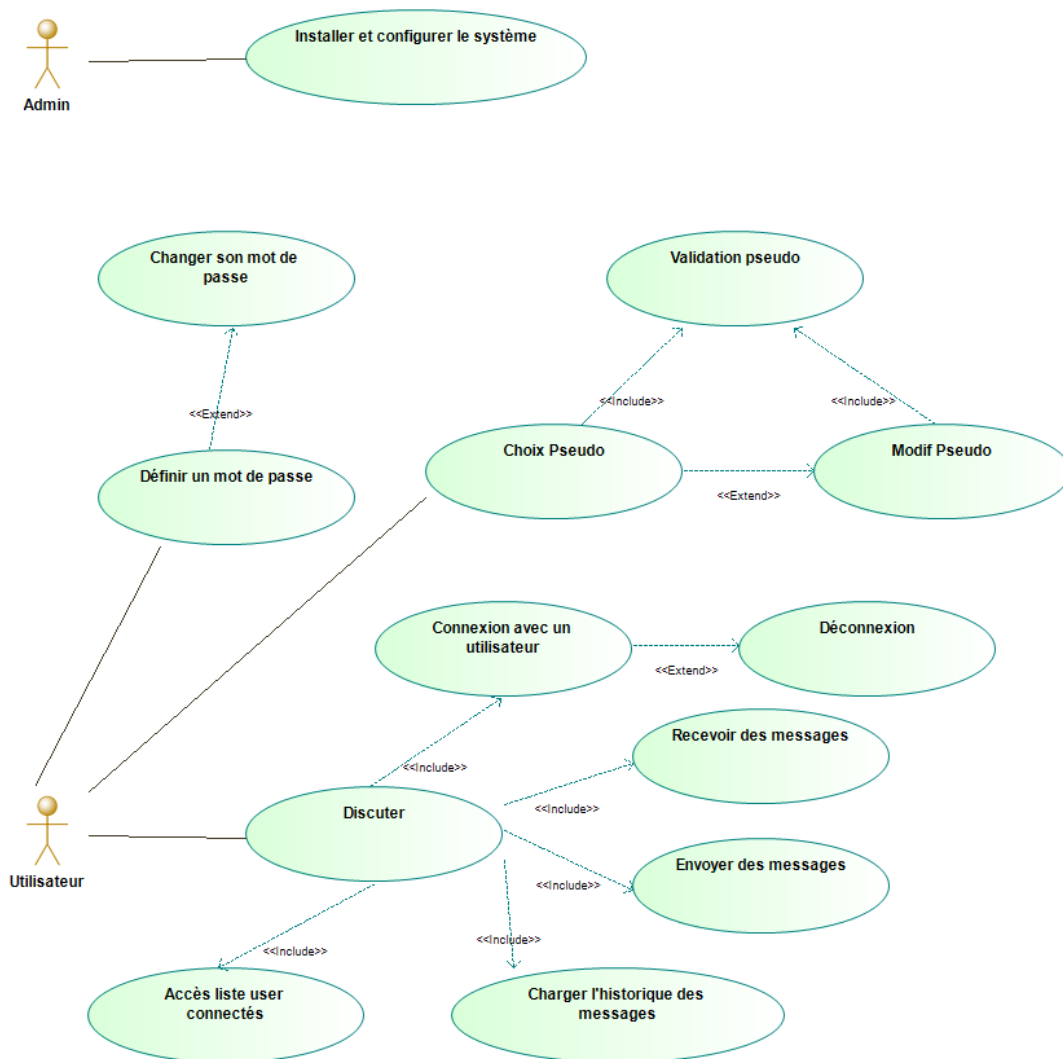 Installer et configurer le système
Admin
Changer son mot de
passe
Validation pseudo
<<Extend>>
<<Include>>
<<Include>>
Définir un mot de passe
Choix Pseudo
Modif Pseudo
<<Extend>>
Connexion avec un
utilisateur
Déconnexion
<<Extend>>
Recevoir des messages
<<Include>>
Discuter
<<Include>>
Envoyer des messages
Utilisateur
<<Include>>
<<Include>>
<<Include>>
Accès liste user
connectés
Charger l'historique des
messages